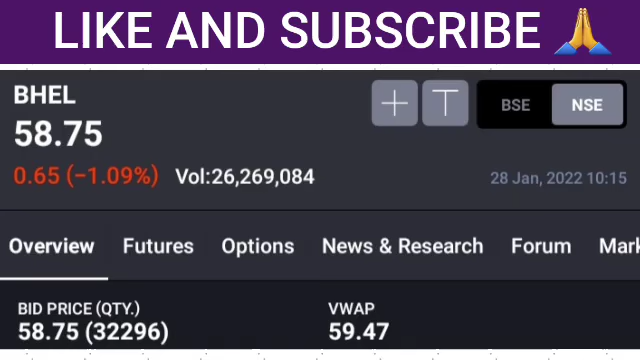 LIKE AND SUBSCRIBE 🙏
BHEL
58.75
0.65 (−1.09%) Vol:26,269,084
BSE NSE
28 Jan, 2022 10:15
Overview Futures Options News & Research Forum Mark
BID PRICE (QTY.) VWAP
58.75 (32296) 59.47